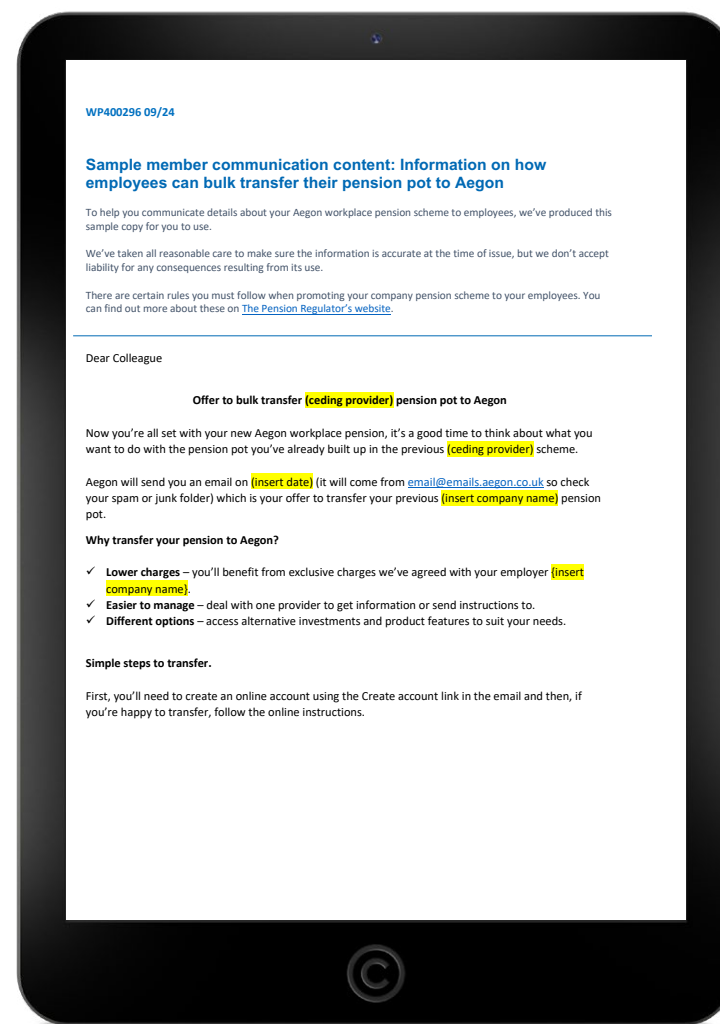 WP400296 09/24
Sample member communication content: Information on how
employees can bulk transfer their pension pot to Aegon
To help you communicate details about your Aegon workplace pension scheme to employees, we’ve produced this
sample copy for you to use.
We’ve taken all reasonable care to make sure the information is accurate at the time of issue, but we don’t accept
liability for any consequences resulting from its use.
There are certain rules you must follow when promoting your company pension scheme to your employees. You
can find out more about these on The Pension Regulator’s website.
Dear Colleague
Offer to bulk transfer (ceding provider) pension pot to Aegon
Now you’re all set with your new Aegon workplace pension, it’s a good time to think about what you
want to do with the pension pot you’ve already built up in the previous (ceding provider) scheme.
Aegon will send you an email on (insert date) (it will come from email@emails.aegon.co.uk so check
your spam or junk folder) which is your offer to transfer your previous (insert company name) pension
pot.
Why transfer your pension to Aegon?
✓ Lower charges – you’ll benefit from exclusive charges we’ve agreed with your employer {insert
company name}.
✓ Easier to manage – deal with one provider to get information or send instructions to.
✓ Different options – access alternative investments and product features to suit your needs.
Simple steps to transfer.
First, you’ll need to create an online account using the Create account link in the email and then, if
you’re happy to transfer, follow the online instructions.
©